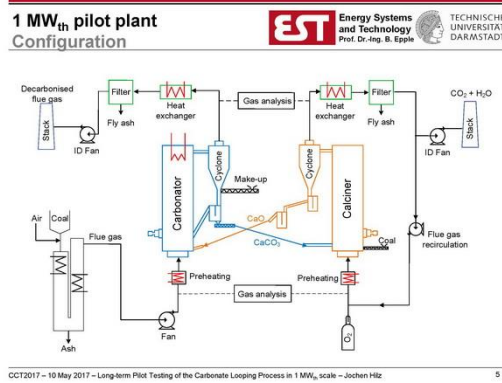 1 MWth pilot plant
Configuration
EST
Energy Systems
and Technology
Prof. Dr.-Ing. B. Epple
TECHNISCHE
UNIVERSITÄT
DARMSTADT
Decarbonised
flue gas
Stack
ID Fan
Filter
Fly ash
Heat
exchanger
Gas analysis
Heat
exchanger
Filter
Fly ash
CO₂ + H₂O
Stack
ID Fan
Carbonator
Cyclone
Make-up
CaO
CaCO₃
Cyclone
Calciner
Coal
Flue gas
recirculation
Air
Coal
Flue gas
Ash
Fan
Preheating
Gas analysis
Preheating
O₂
CCT2017 – 10 May 2017 – Long-term Pilot Testing of the Carbonate Looping Process in 1 MWth scale – Jochen Hilz
5